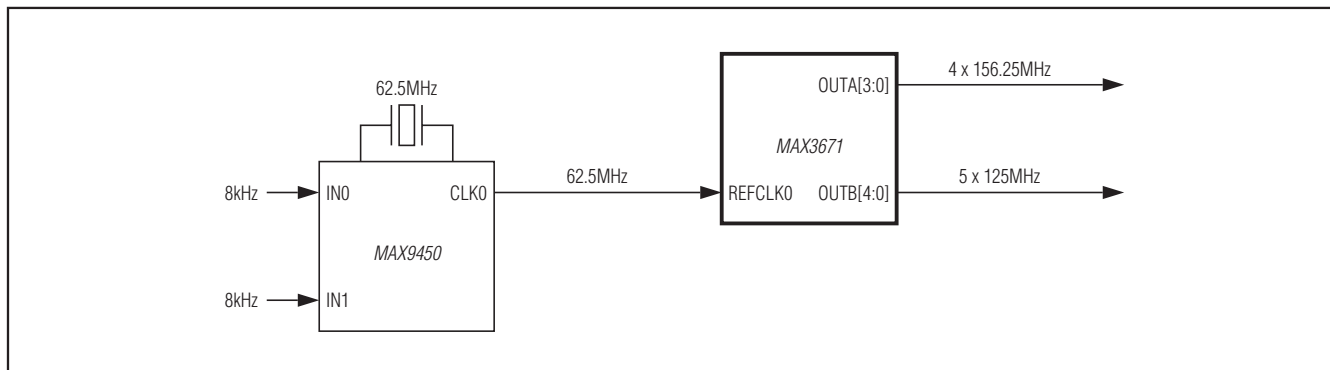 62.5MHz
8kHz
IN0
CLK0
MAX9450
8kHz
IN1
62.5MHz
REFCLK0
MAX3671
OUTA[3:0]
4 x 156.25MHz
OUTB[4:0]
5 x 125MHz